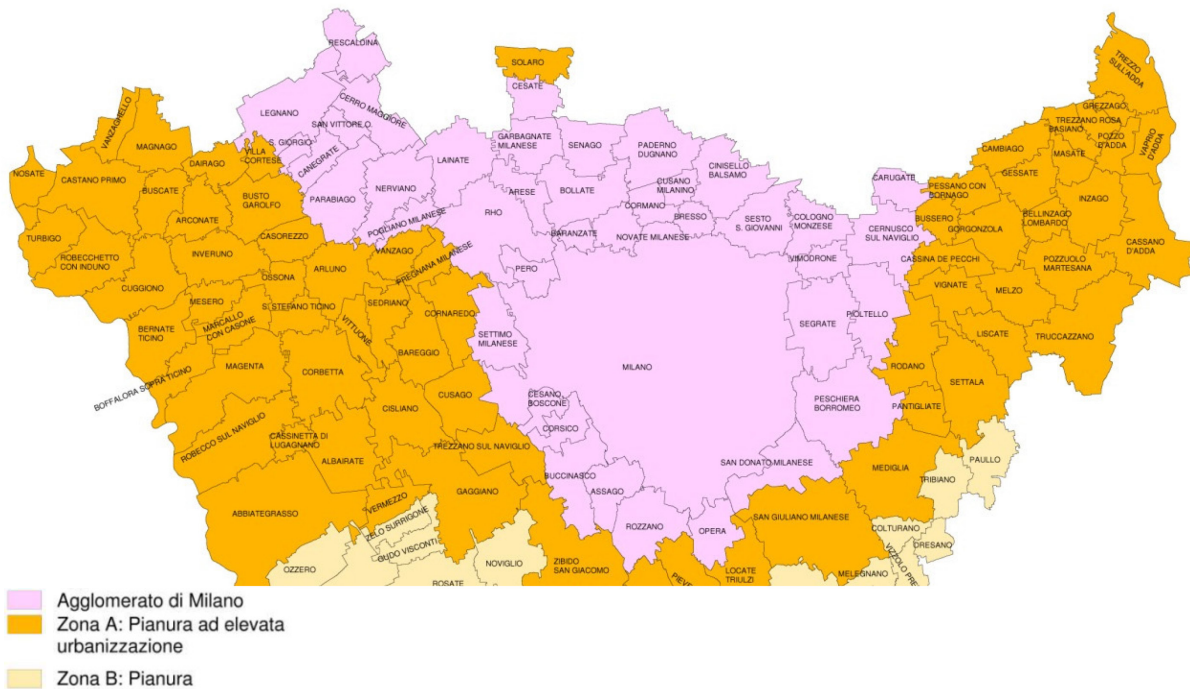 RESCALDINA
SOLARO
CESATE
TREZZO
SULL'ADDA
LEGNANO
CERRO MAGGIORE
SAN VITTORE O.
S. GIORGIO
CANEGRATE
PARABIAGO
NERVIANO
POGLIANO MILANESE
LAINATE
GARBAGNATE
MILANESE
SENAGO
PADERNO
DUGNANO
CINISELLO
BALSAMO
CUSANO
MILANINO
ARESE
BOLLATE
CORMANO
BRESSO
RHO
BARANZATE
NOVATE MILANESE
SESTO
S. GIOVANNI
COLOGNO
MONZESE
CARUGATE
CERNUSCO
SUL NAVIGLIO
VIMODRONE
PERO
SEGRATE
PIOLTELLO
SETTIMO
MILANESE
MILANO
PESCHIERA
BORROMEO
CESANO
BOSCONE
CORSICO
BUCCINASCO
ASSAGO
ROZZANO
OPERA
SAN DONATO MILANESE
VANZAGHELLO
MAGNAGO
NOSATE
CASTANO PRIMO
DAIRAGO
VILLA
CORTESE
BUSCATE
BUSTO
GAROLFO
ARCONATE
TURBIGO
ROBECCHETTO
CON INDUNO
INVERUNO
CASOREZZO
CUGGIONO
OSSONA
ARLUNO
VANZAGO
PREGNANA MILANESE
MESERO
S. STEFANO TICINO
SEDRIANO
CORNAREDO
BERNATE
TICINO
MARCALLO
CON CASONE
VITTUONE
BAREGGIO
BOFFALORA SOPRA TICINO
MAGENTA
CORBETTA
CISLIANO
CUSAGO
ROBECCO SUL NAVIGLIO
CASSINETTA DI
LUGAGNANO
ALBAIRATE
TREZZANO SUL NAVIGLIO
ABBIATEGRASSO
VERMEZZO
GAGGIANO
ZELO SURRIGONE
GUDO VISCONTI
OZZERO
ROSATE
NOVIGLIO
ZIBIDO
SAN GIACOMO
PIEVE
LOCATE
TRIULZI
SAN GIULIANO MILANESE
MEDIGLIA
MELEGNANO
COLTURANO
VIZZOLO PRE
DRESANO
TRIBIANO
PAULLO
PANTIGLIATE
RODANO
SETTALA
LISCATE
TRUCCAZZANO
VIGNATE
MELZO
POZZUOLO
MARTESANA
CASSANO
D'ADDA
CASSINA DE PECCHI
BUSSERO
GORGONZOLA
BELLINZAGO
LOMBARDO
INZAGO
PESSANO CON
BORNAGO
GESSATE
CAMBIAGO
MASATE
BASIANO
TREZZANO ROSA
GREZZAGO
POZZO
D'ADDA
VAPRIO
D'ADDA
Agglomerato di Milano
Zona A: Pianura ad elevata
urbanizzazione
Zona B: Pianura